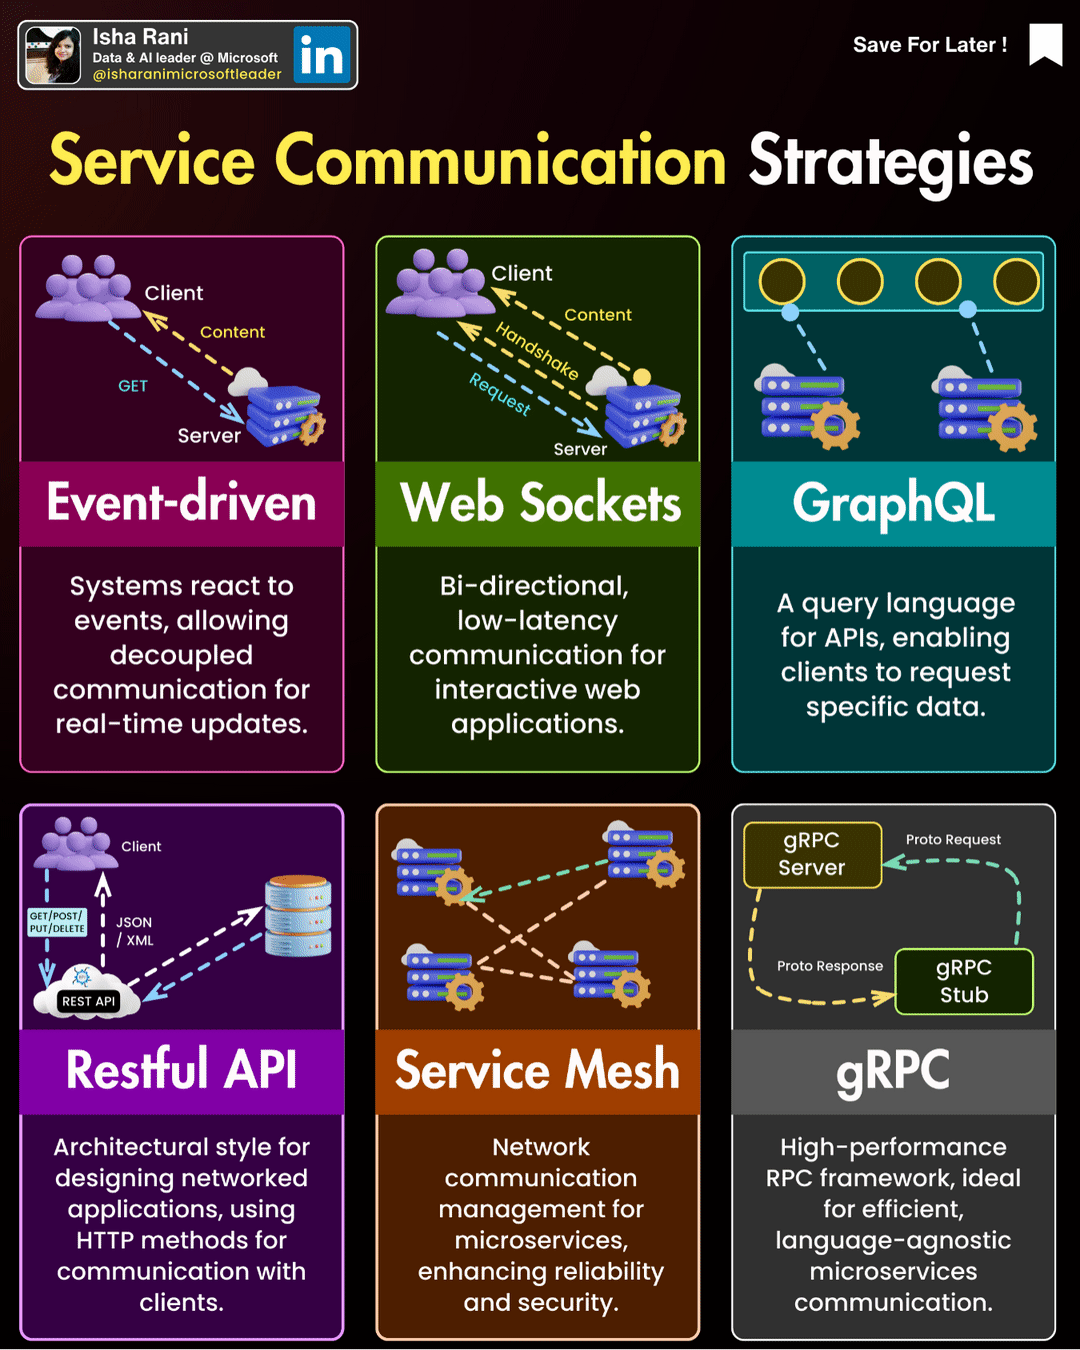 Isha Rani
Data & AI leader @ Microsoft
@isharanimicrosoftleader
in
Save For Later !
Service Communication Strategies
Client
Content
GET
Server
Event-driven
Systems react to
events, allowing
decoupled
communication for
real-time updates.
Client
Content
Handshake
Request
Server
Web Sockets
Bi-directional,
low-latency
communication for
interactive web
applications.
GraphQL
A query language
for APIs, enabling
clients to request
specific data.
Client
GET/POST/
PUT/DELETE
JSON
/ XML
REST API
Restful API
Architectural style for
designing networked
applications, using
HTTP methods for
communication with
clients.
Service Mesh
Network
communication
management for
microservices,
enhancing reliability
and security.
gRPC
Server
Proto Request
Proto Response
gRPC
Stub
gRPC
High-performance
RPC framework, ideal
for efficient,
language-agnostic
microservices
communication.